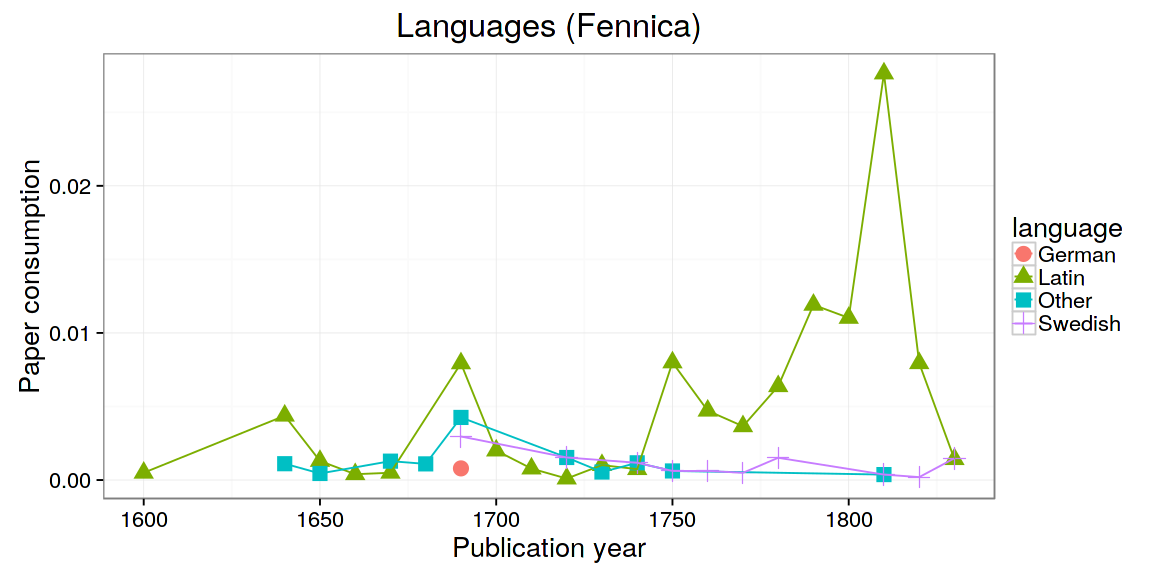 Languages (Fennica)
Paper consumption
0.02
0.01
0.00
1600
1650
1700
1750
1800
Publication year
language
German
Latin
Other
Swedish